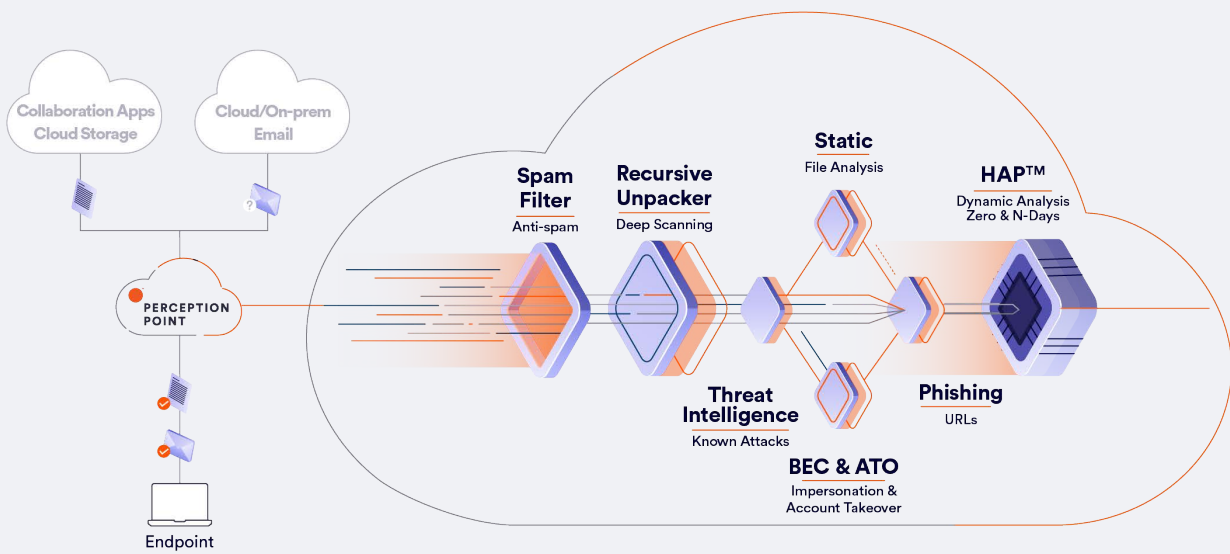 Collaboration Apps
Cloud Storage
Cloud/On-prem
Email
?
PERCEPTION
POINT
Endpoint
Spam
Filter
Anti-spam
Recursive
Unpacker
Deep Scanning
Threat
Intelligence
Known Attacks
Static
File Analysis
BEC & ATO
Impersonation &
Account Takeover
Phishing
URLs
HAP™
Dynamic Analysis
Zero & N-Days